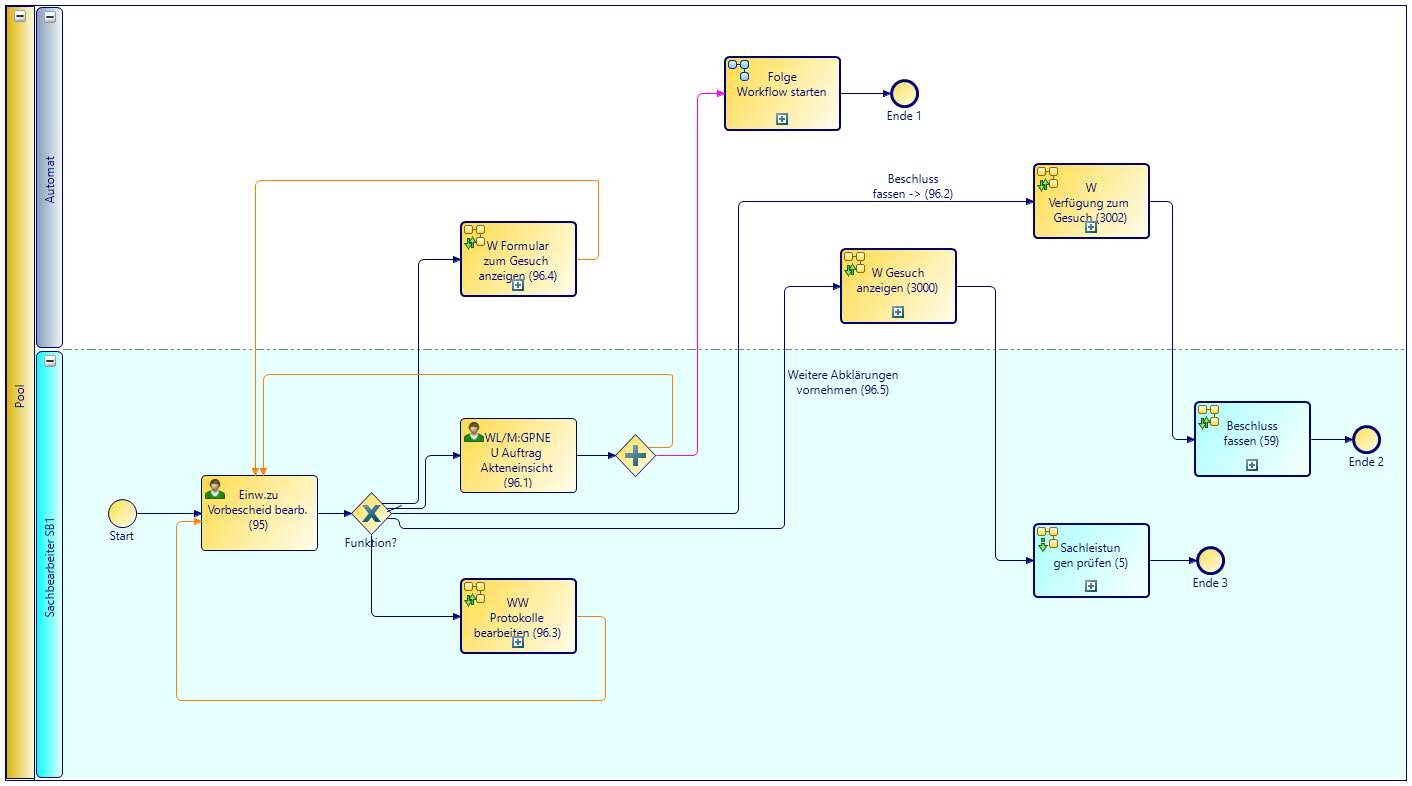 Pool
Automat
Sachbearbeiter SB1
Folge
Workflow starten
Ende 1
Beschluss
fassen -> (96.2)
W
Verfügung zum
Gesuch (3002)
W Formular
zum Gesuch
anzeigen (96.4)
W Gesuch
anzeigen (3000)
Weitere Abklärungen
vornehmen (96.5)
WL/M:GPNE
U Auftrag
Akteneinsicht
(96.1)
Beschluss
fassen (59)
Ende 2
Start
Einw.zu
Vorbescheid bearb.
(95)
Funktion?
Sachleistun
gen prüfen (5)
Ende 3
WW
Protokolle
bearbeiten (96.3)